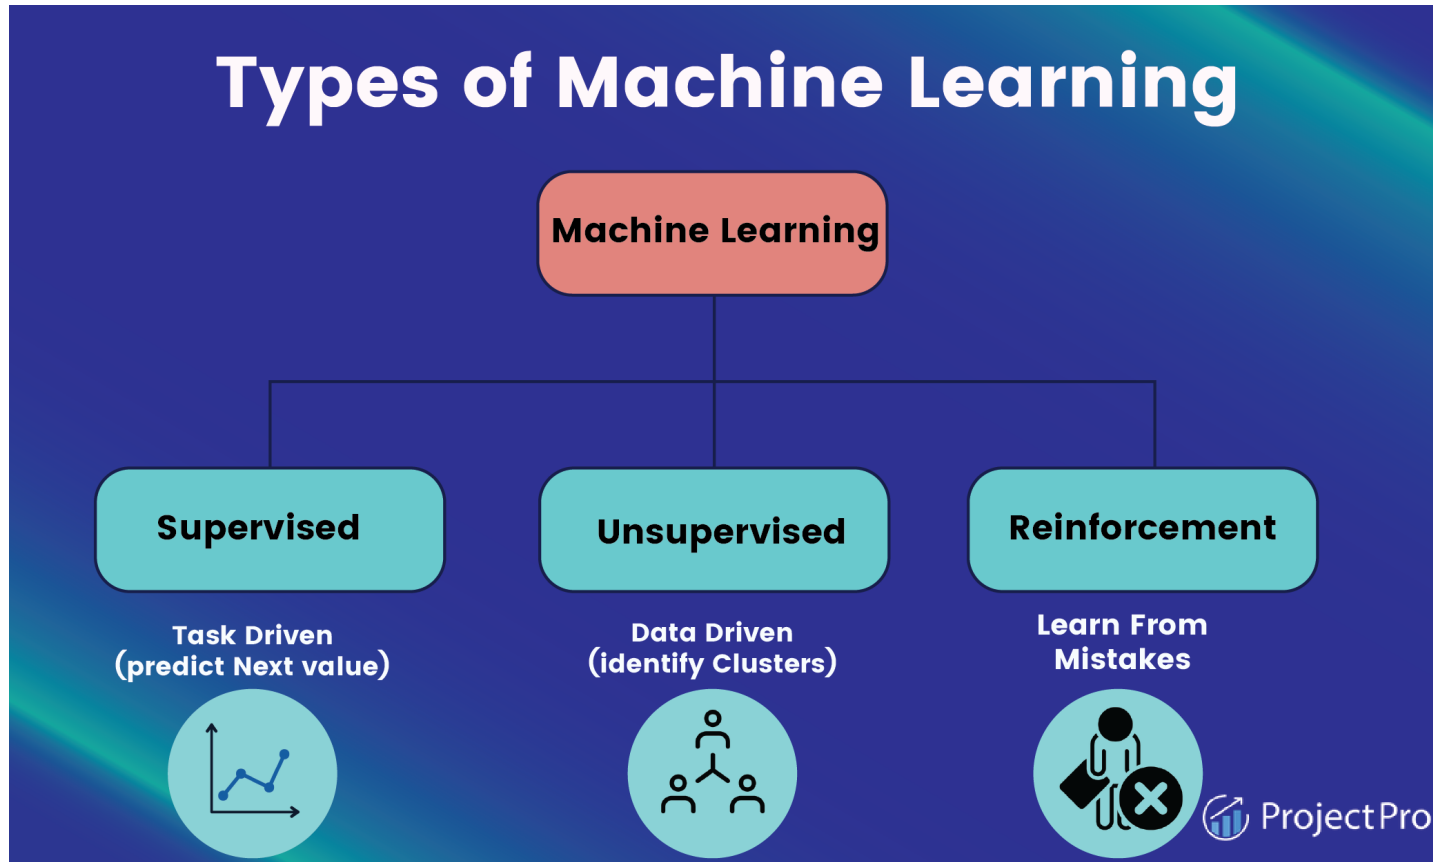 Types of Machine Learning
Machine Learning
Supervised
Unsupervised
Reinforcement
Task Driven
(predict Next value)
Data Driven
(identify Clusters)
Learn From
Mistakes
ProjectPro